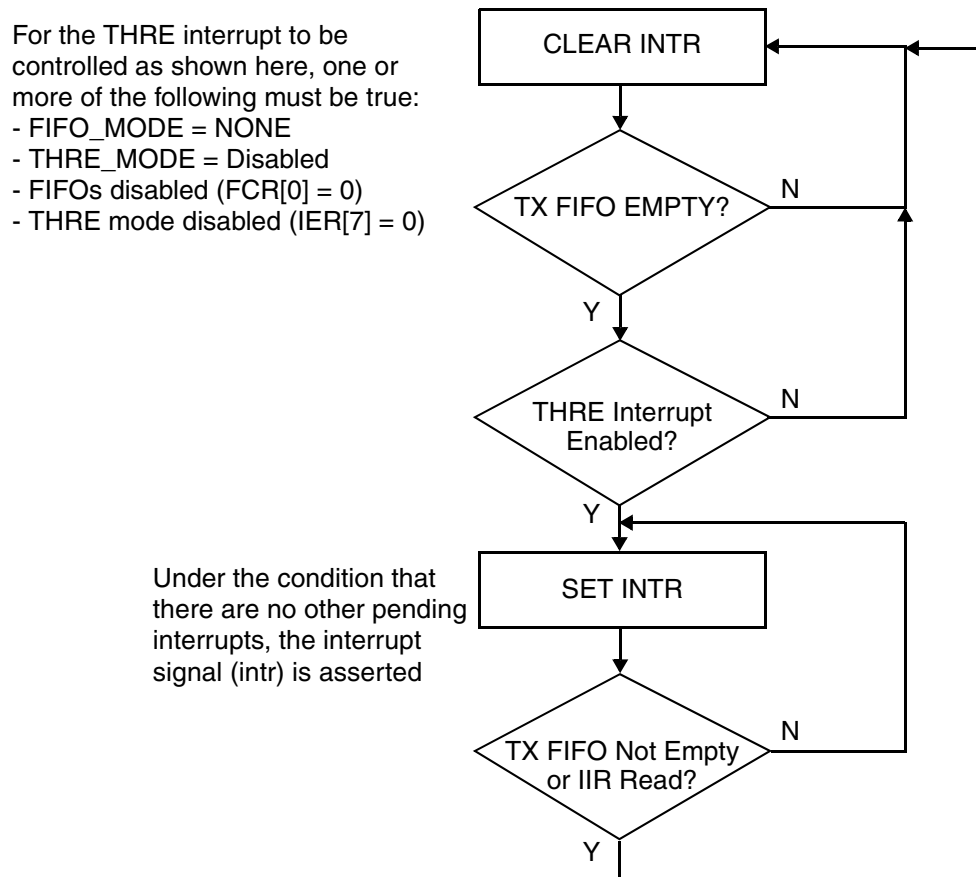 For the THRE interrupt to be
controlled as shown here, one or
more of the following must be true:
- FIFO_MODE = NONE
- THRE_MODE = Disabled
- FIFOs disabled (FCR[0] = 0)
- THRE mode disabled (IER[7] = 0)
CLEAR INTR
TX FIFO EMPTY?
N
Y
THRE Interrupt
Enabled?
N
Y
Under the condition that
there are no other pending
interrupts, the interrupt
signal (intr) is asserted
SET INTR
TX FIFO Not Empty
or IIR Read?
N
Y